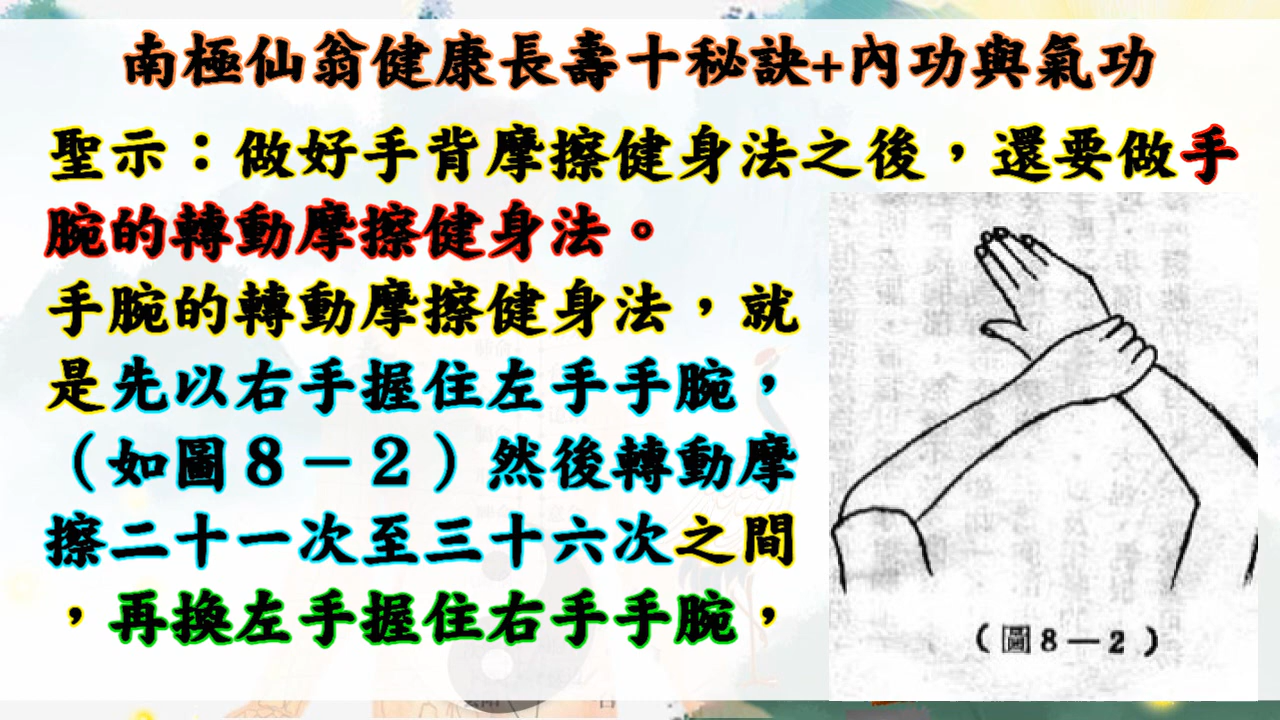 南極仙翁健康長壽十秘訣+內功與氣功
聖示：做好手背摩擦健身法之後，還要做手
腕的轉動摩擦健身法。
手腕的轉動摩擦健身法，就
是先以右手握住左手手腕，
（如圖８－２）然後轉動摩
擦二十一次至三十六次之間
，再換左手握住右手手腕，
（圖8—2）